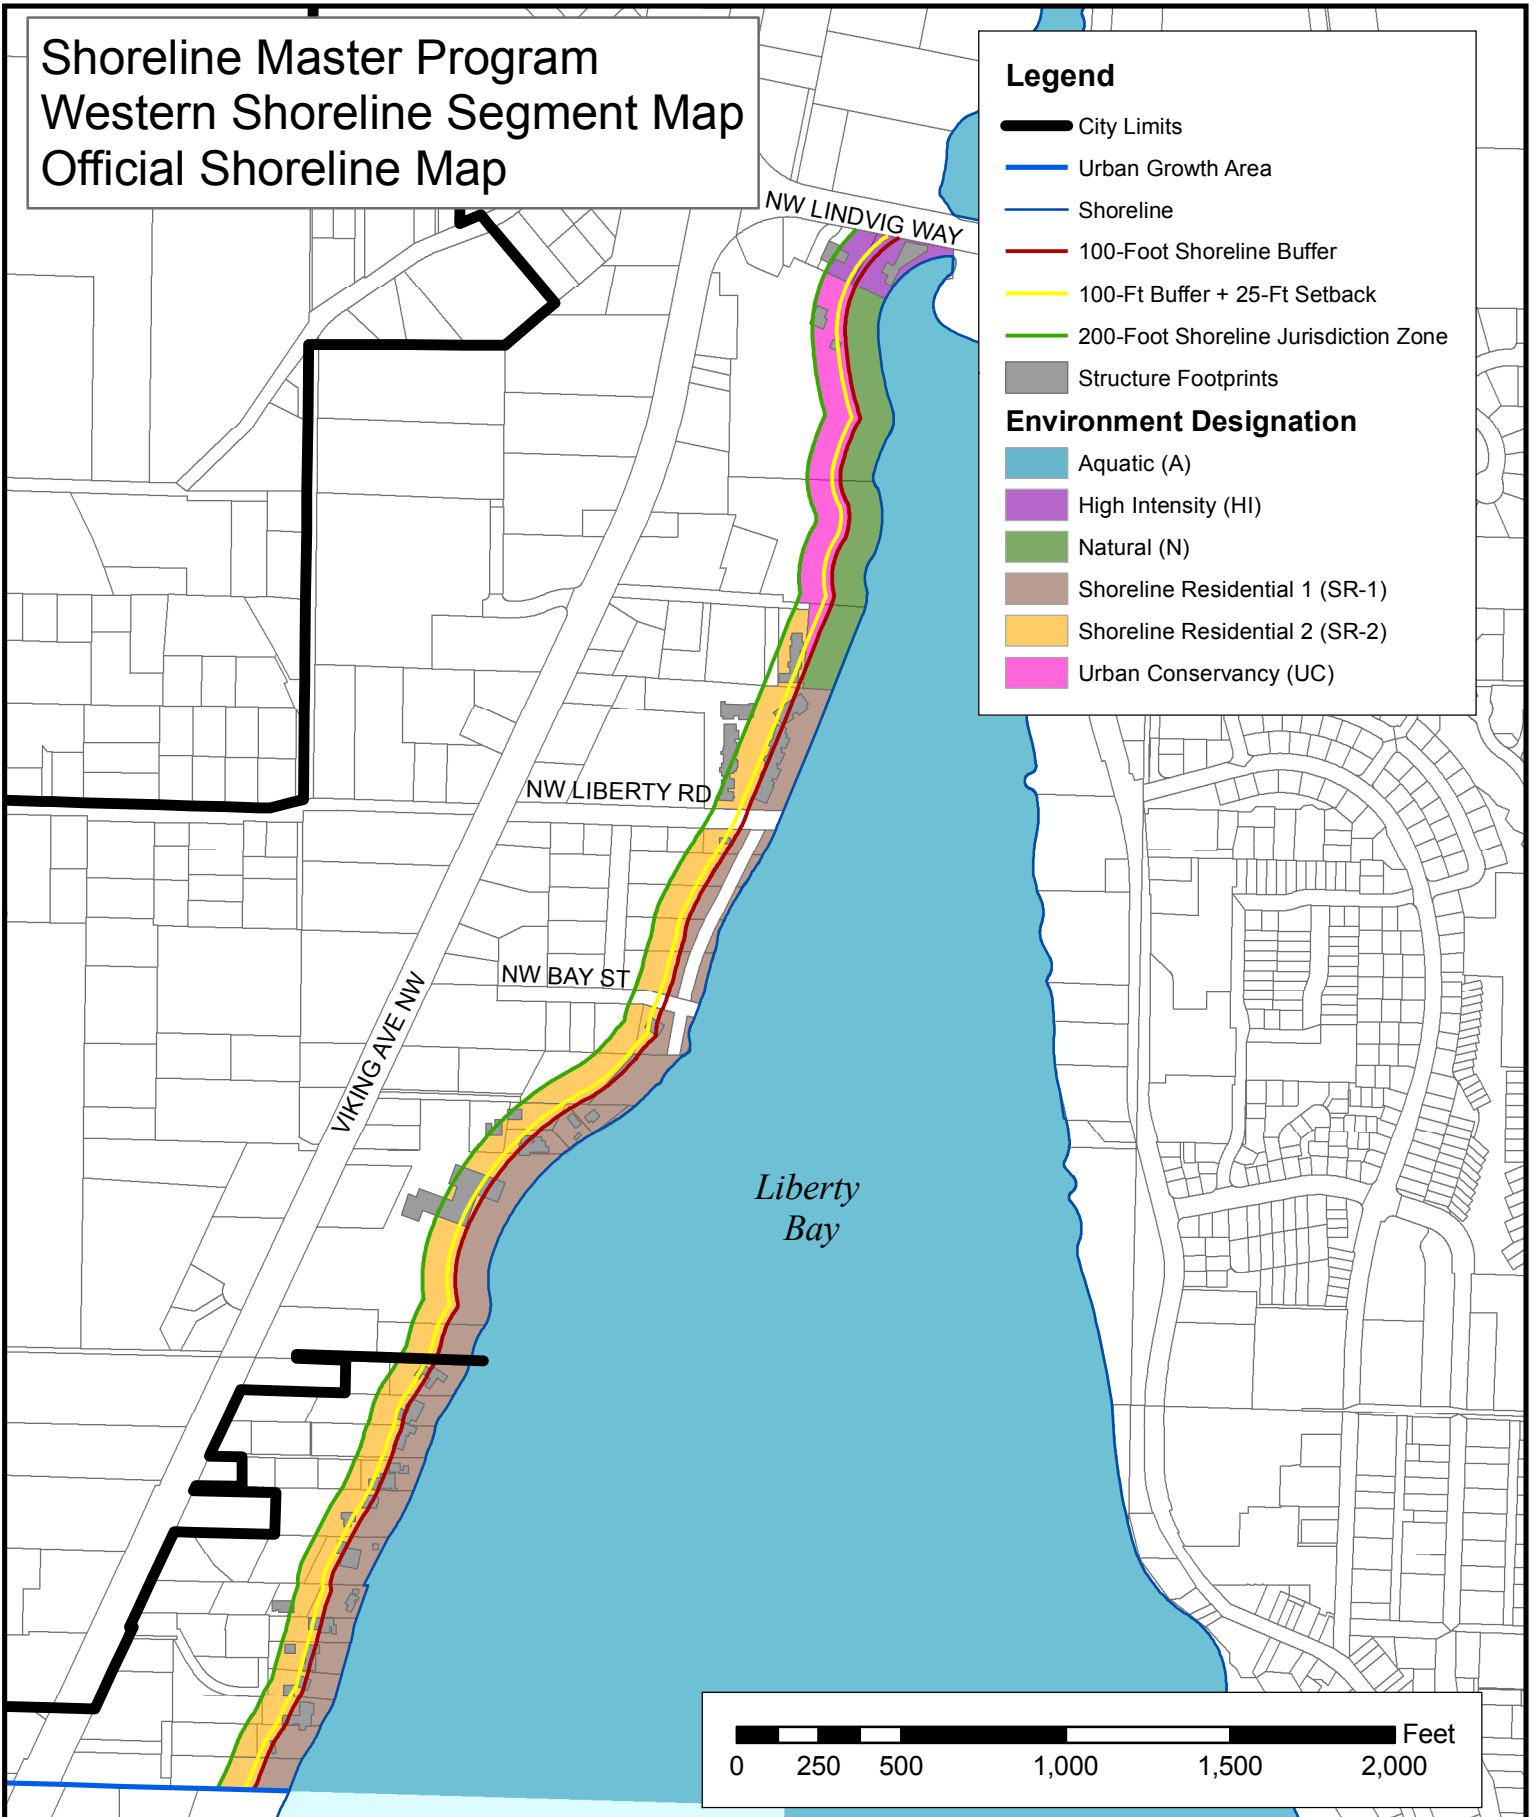 Shoreline Master Program
Western Shoreline Segment Map
Official Shoreline Map
Legend
City Limits
Urban Growth Area
Shoreline
100-Foot Shoreline Buffer
100-Ft Buffer + 25-Ft Setback
200-Foot Shoreline Jurisdiction Zone
Structure Footprints
Environment Designation
Aquatic (A)
High Intensity (HI)
Natural (N)
Shoreline Residential 1 (SR-1)
Shoreline Residential 2 (SR-2)
Urban Conservancy (UC)
NW LINDVIG WAY
NW LIBERTY RD
NW BAY ST
VIKING AVE NW
Liberty
Bay
Feet
0 250 500 1,000 1,500 2,000